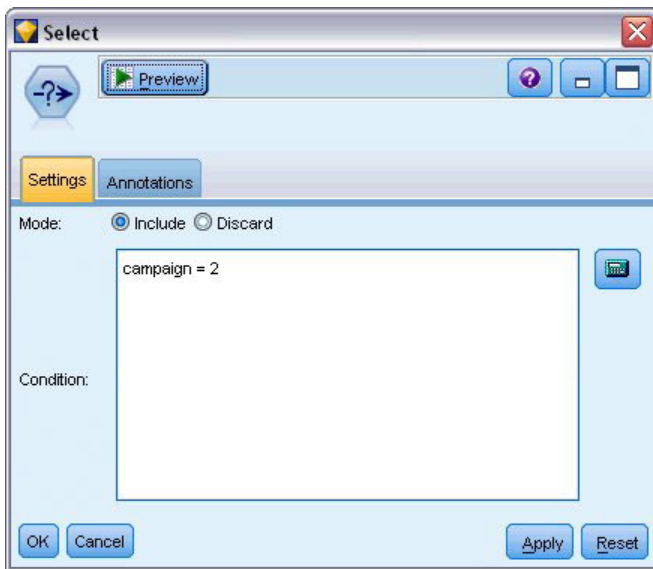 Select
Preview
Settings
Annotations
Mode:
Include
Discard
campaign = 2
Condition:
OK
Cancel
Apply
Reset